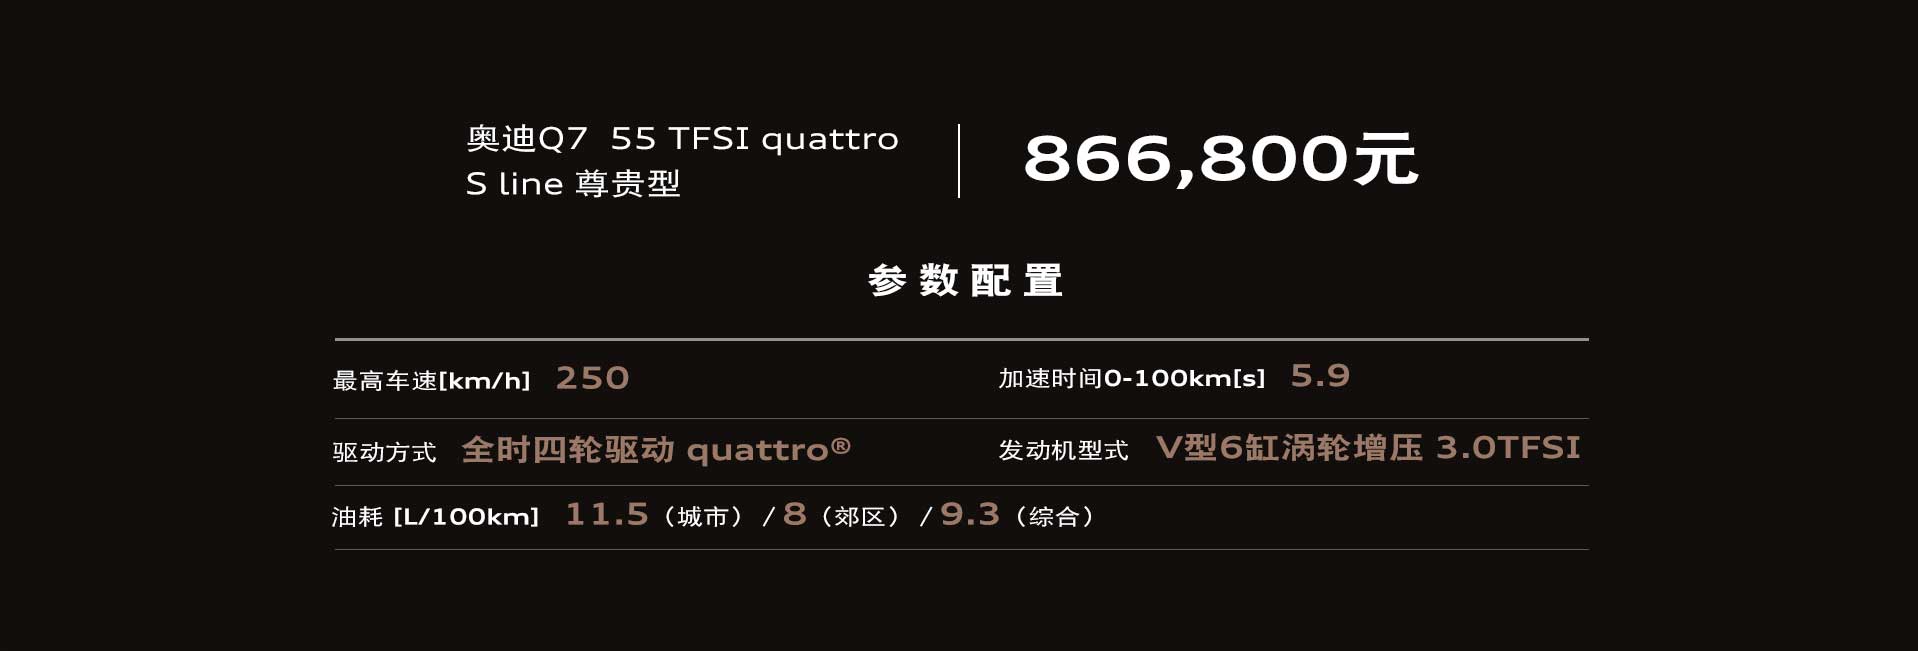 奥迪Q7 55 TFSI quattro
S line 尊贵型
866,800元
参数配置
最高车速[km/h] 250
加速时间0-100km[s] 5.9
驱动方式 全时四轮驱动 quattro®
发动机型式 V型6缸涡轮增压 3.0TFSI
油耗 [L/100km] 11.5（城市） / 8（郊区） / 9.3（综合）